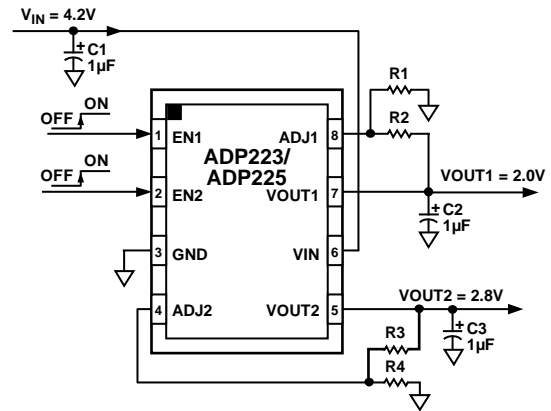 VIN = 4.2V
C1
1µF
R1
R2
OFF ON
OFF ON
1 EN1
2 EN2
3 GND
4 ADJ2
ADP223/
ADP225
ADJ1 8
VOUT1 7
VIN 6
VOUT2 5
VOUT1 = 2.0V
C2
1µF
VOUT2 = 2.8V
C3
1µF
R3
R4